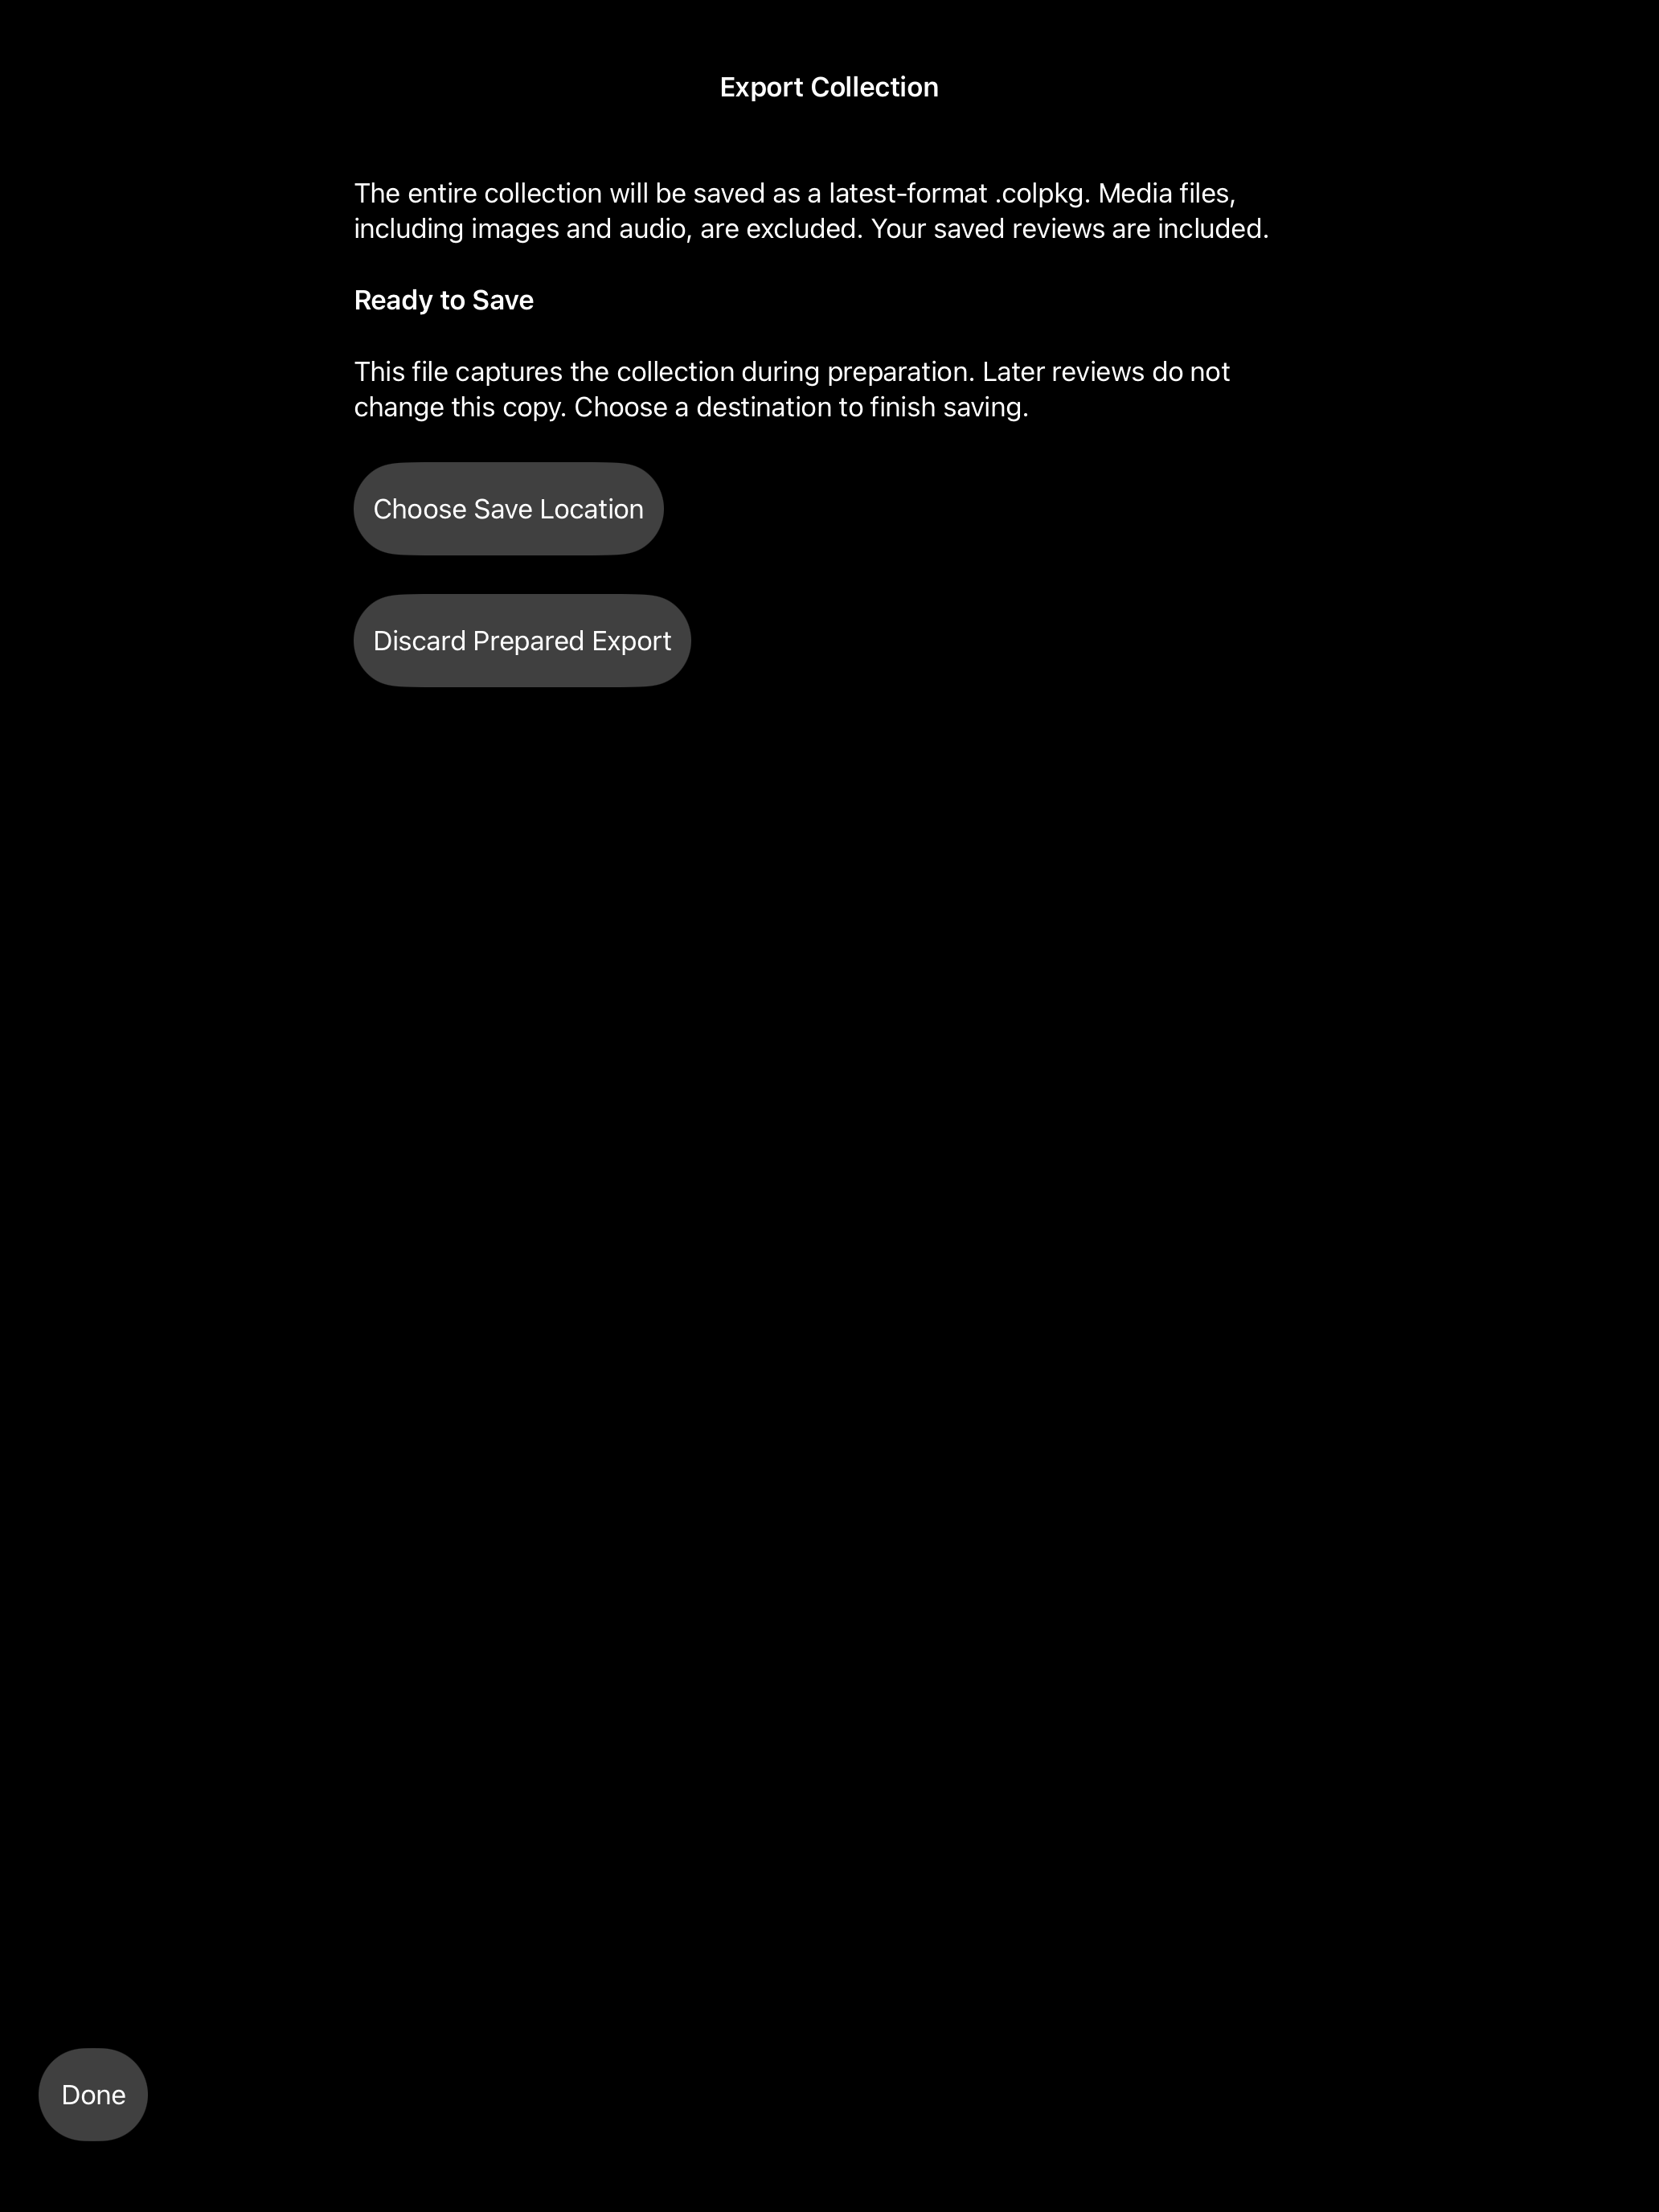 Export Collection
The entire collection will be saved as a latest-format .colpkg. Media files,
including images and audio, are excluded. Your saved reviews are included.
Ready to Save
This file captures the collection during preparation. Later reviews do not
change this copy. Choose a destination to finish saving.
Choose Save Location
Discard Prepared Export
Done